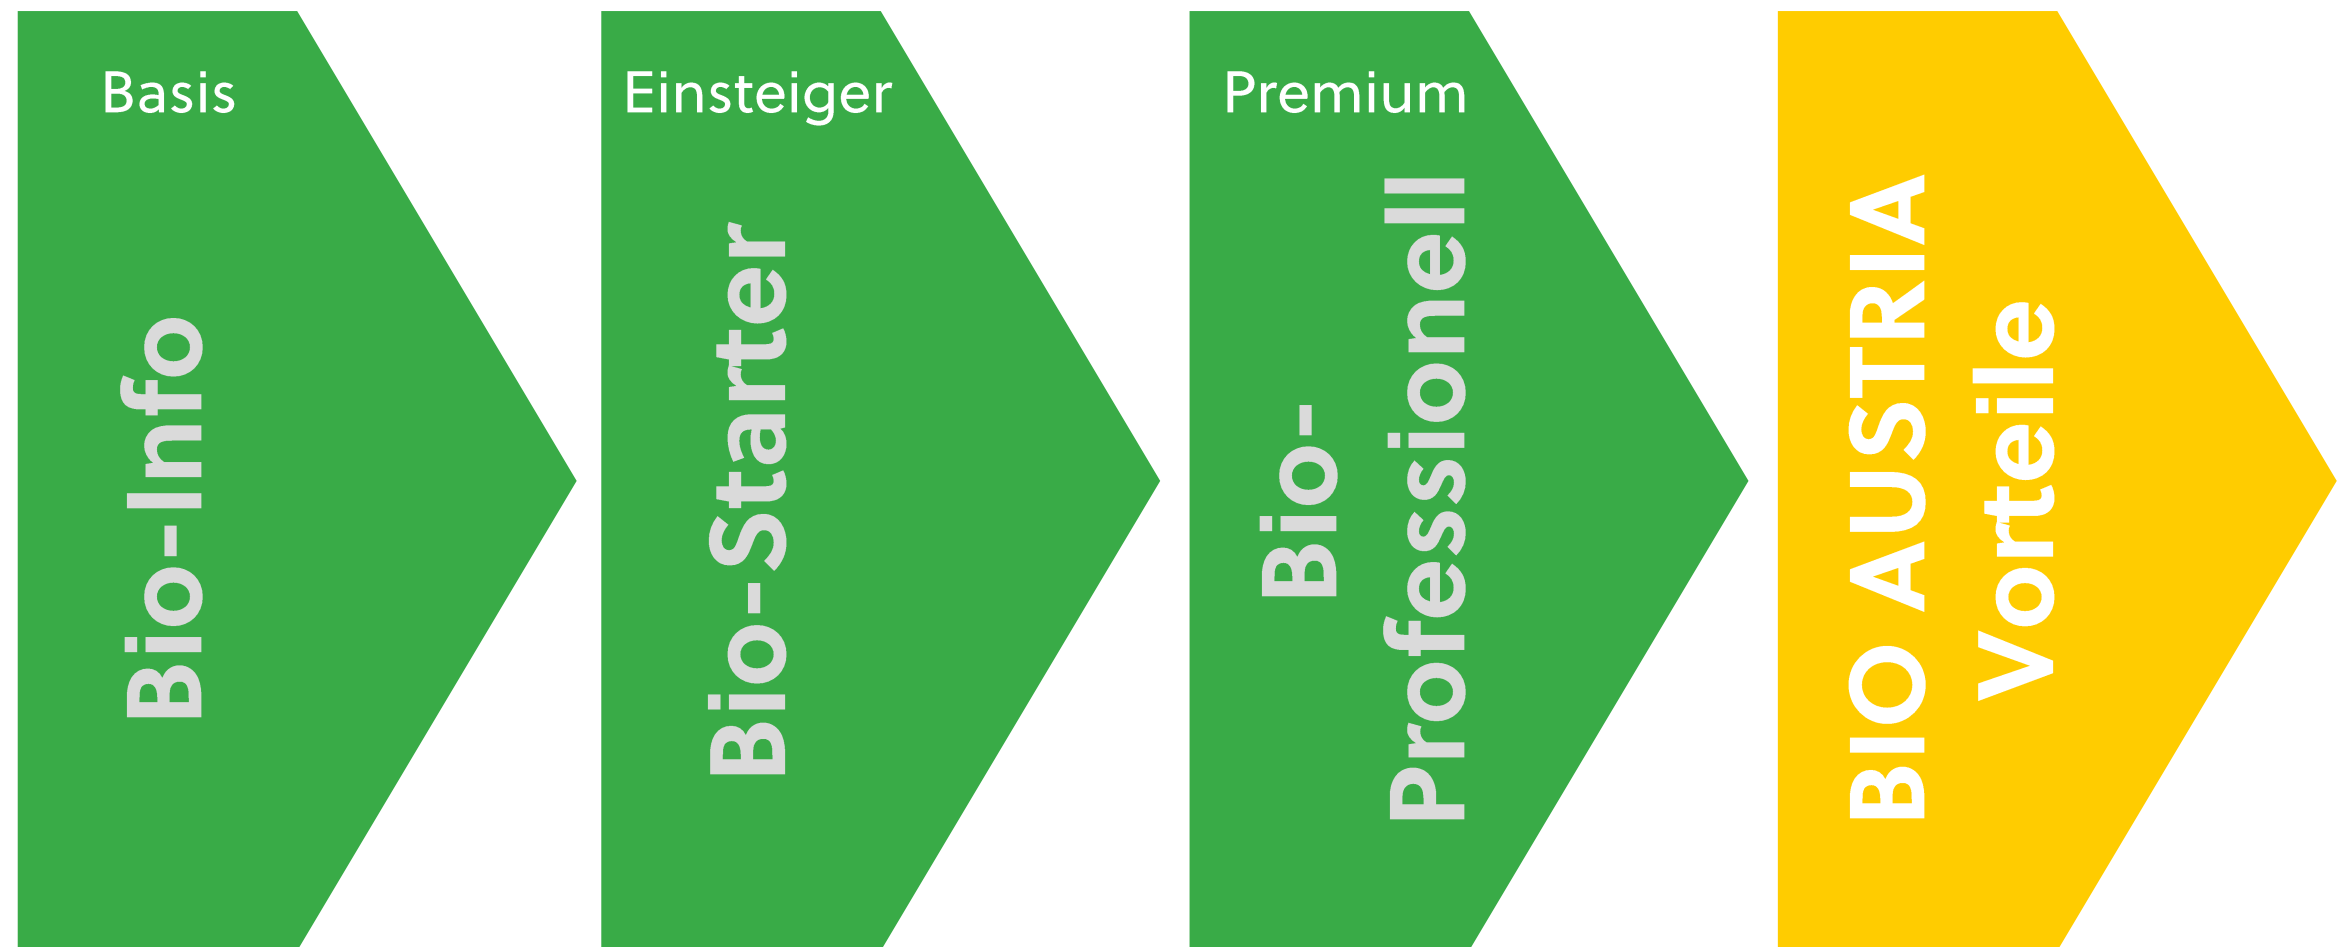 Basis
Bio-Info
Einsteiger
Bio-Starter
Premium
Bio-
Professionell
BIO AUSTRIA
Vorteile